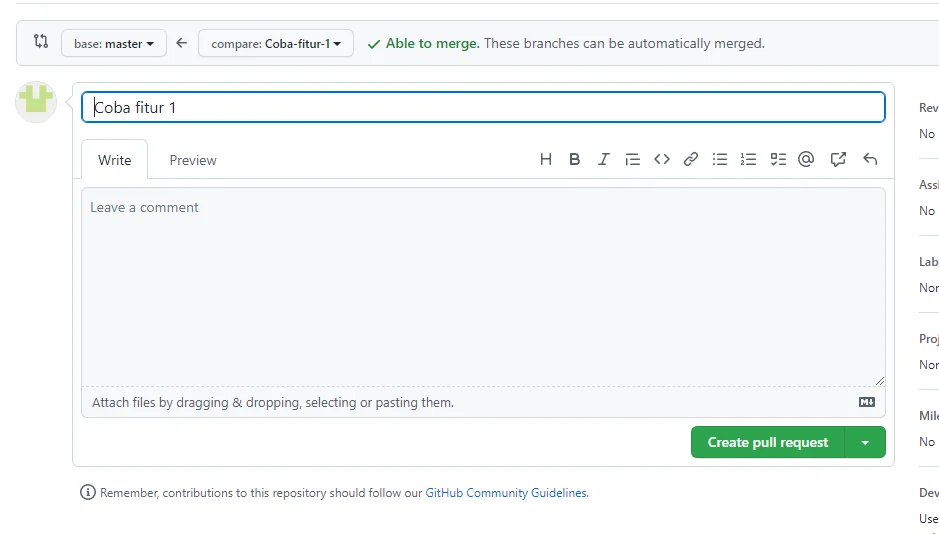 base: master
compare: Coba-fitur-1
Able to merge. These branches can be automatically merged.
Coba fitur 1
Write
Preview
Leave a comment
Attach files by dragging & dropping, selecting or pasting them.
Create pull request
Remember, contributions to this repository should follow our GitHub Community Guidelines.
Rev
No
Assi
No
Lab
Nor
Proj
Nor
Mile
No
Dev
Use